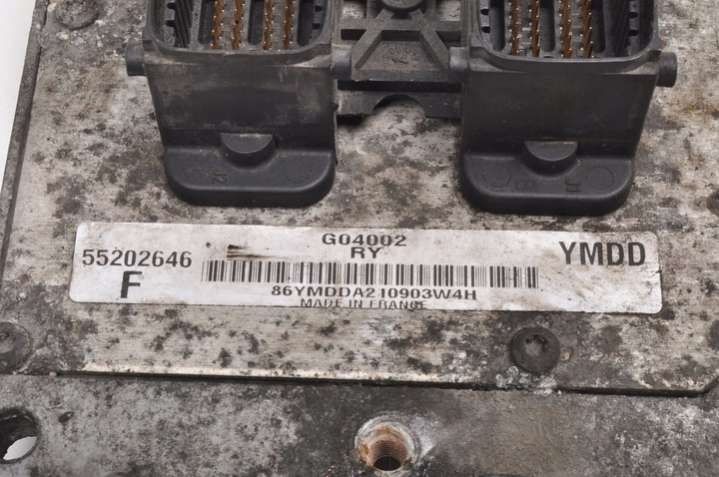 G04002
RY
55202646
F
YMDD
86YMDDA210903W4H
MADE IN FRANCE